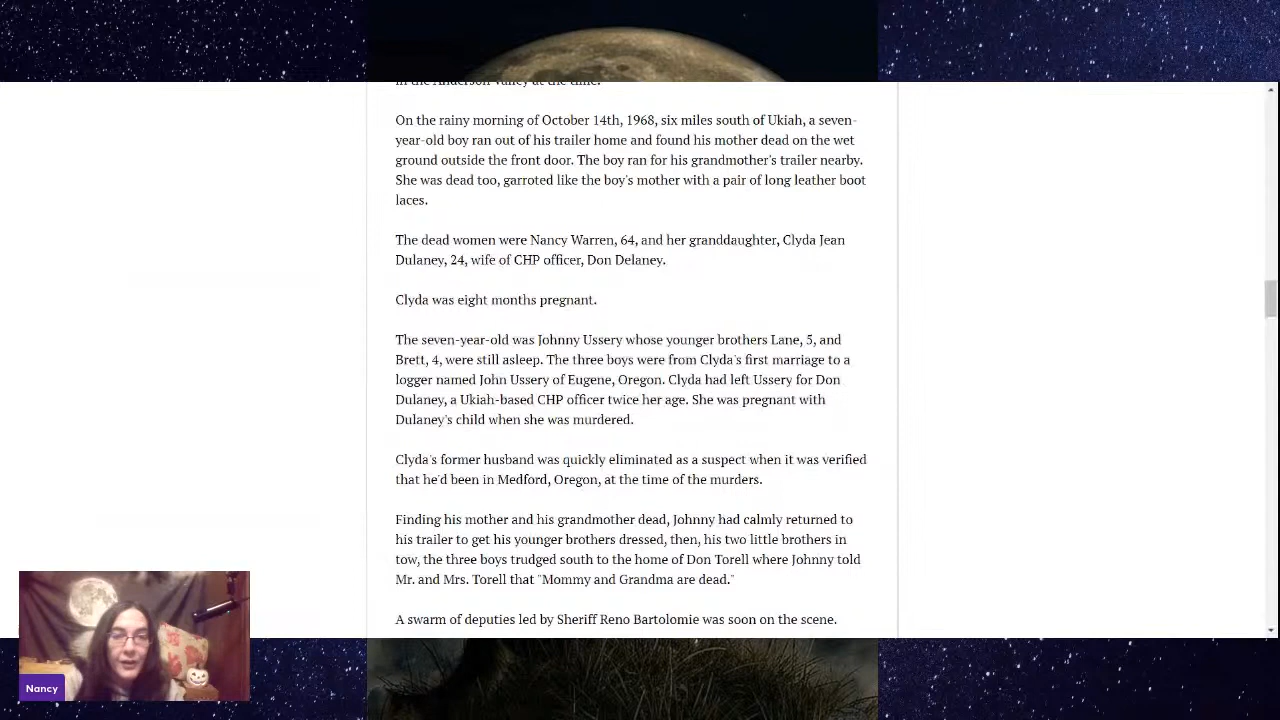 in the Anderson Valley at the time.
On the rainy morning of October 14th, 1968, six miles south of Ukiah, a seven-
year-old boy ran out of his trailer home and found his mother dead on the wet
ground outside the front door. The boy ran for his grandmother's trailer nearby.
She was dead too, garroted like the boy's mother with a pair of long leather boot
laces.
The dead women were Nancy Warren, 64, and her granddaughter, Clyda Jean
Dulaney, 24, wife of CHP officer, Don Delaney.
Clyda was eight months pregnant.
The seven-year-old was Johnny Ussery whose younger brothers Lane, 5, and
Brett, 4, were still asleep. The three boys were from Clyda's first marriage to a
logger named John Ussery of Eugene, Oregon. Clyda had left Ussery for Don
Dulaney, a Ukiah-based CHP officer twice her age. She was pregnant with
Dulaney's child when she was murdered.
Clyda's former husband was quickly eliminated as a suspect when it was verified
that he'd been in Medford, Oregon, at the time of the murders.
Finding his mother and his grandmother dead, Johnny had calmly returned to
his trailer to get his younger brothers dressed, then, his two little brothers in
tow, the three boys trudged south to the home of Don Torell where Johnny told
Mr. and Mrs. Torell that "Mommy and Grandma are dead."
A swarm of deputies led by Sheriff Reno Bartolomie was soon on the scene.
Nancy